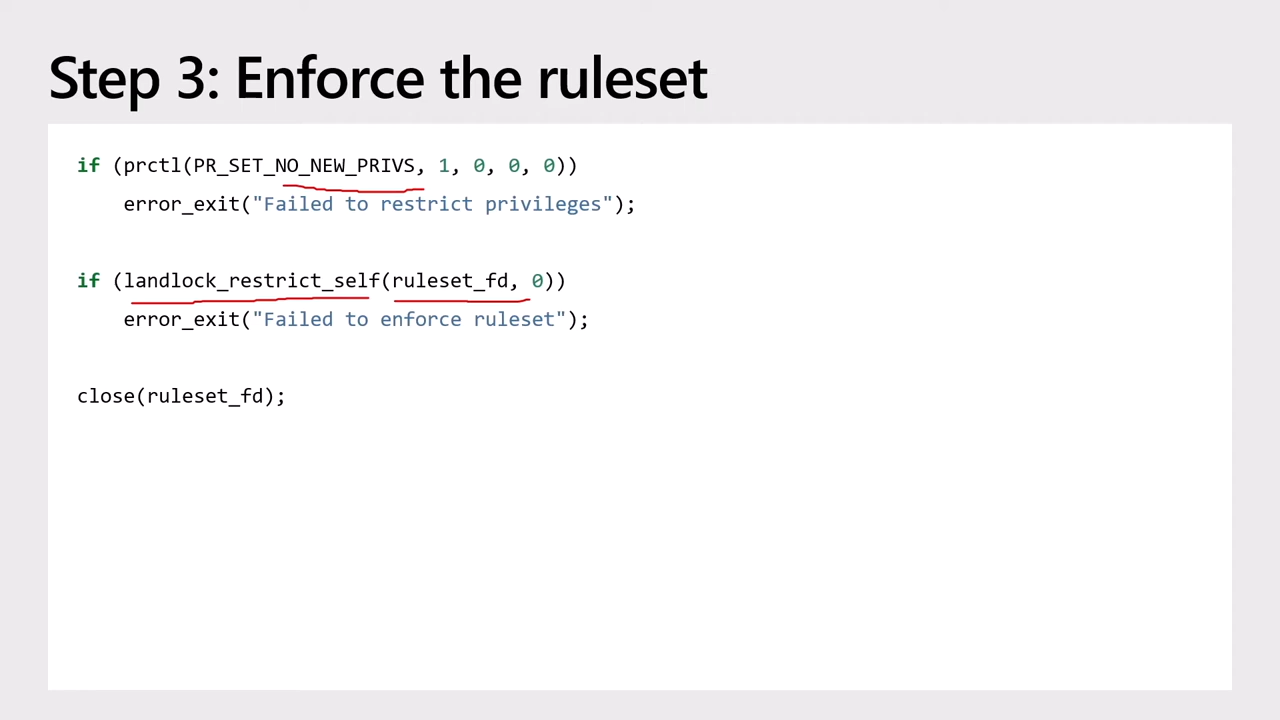 Step 3: Enforce the ruleset
if (prctl(PR_SET_NO_NEW_PRIVS, 1, 0, 0, 0))
error_exit("Failed to restrict privileges");
if (landlock_restrict_self(ruleset_fd, 0))
error_exit("Failed to enforce ruleset");
close(ruleset_fd);